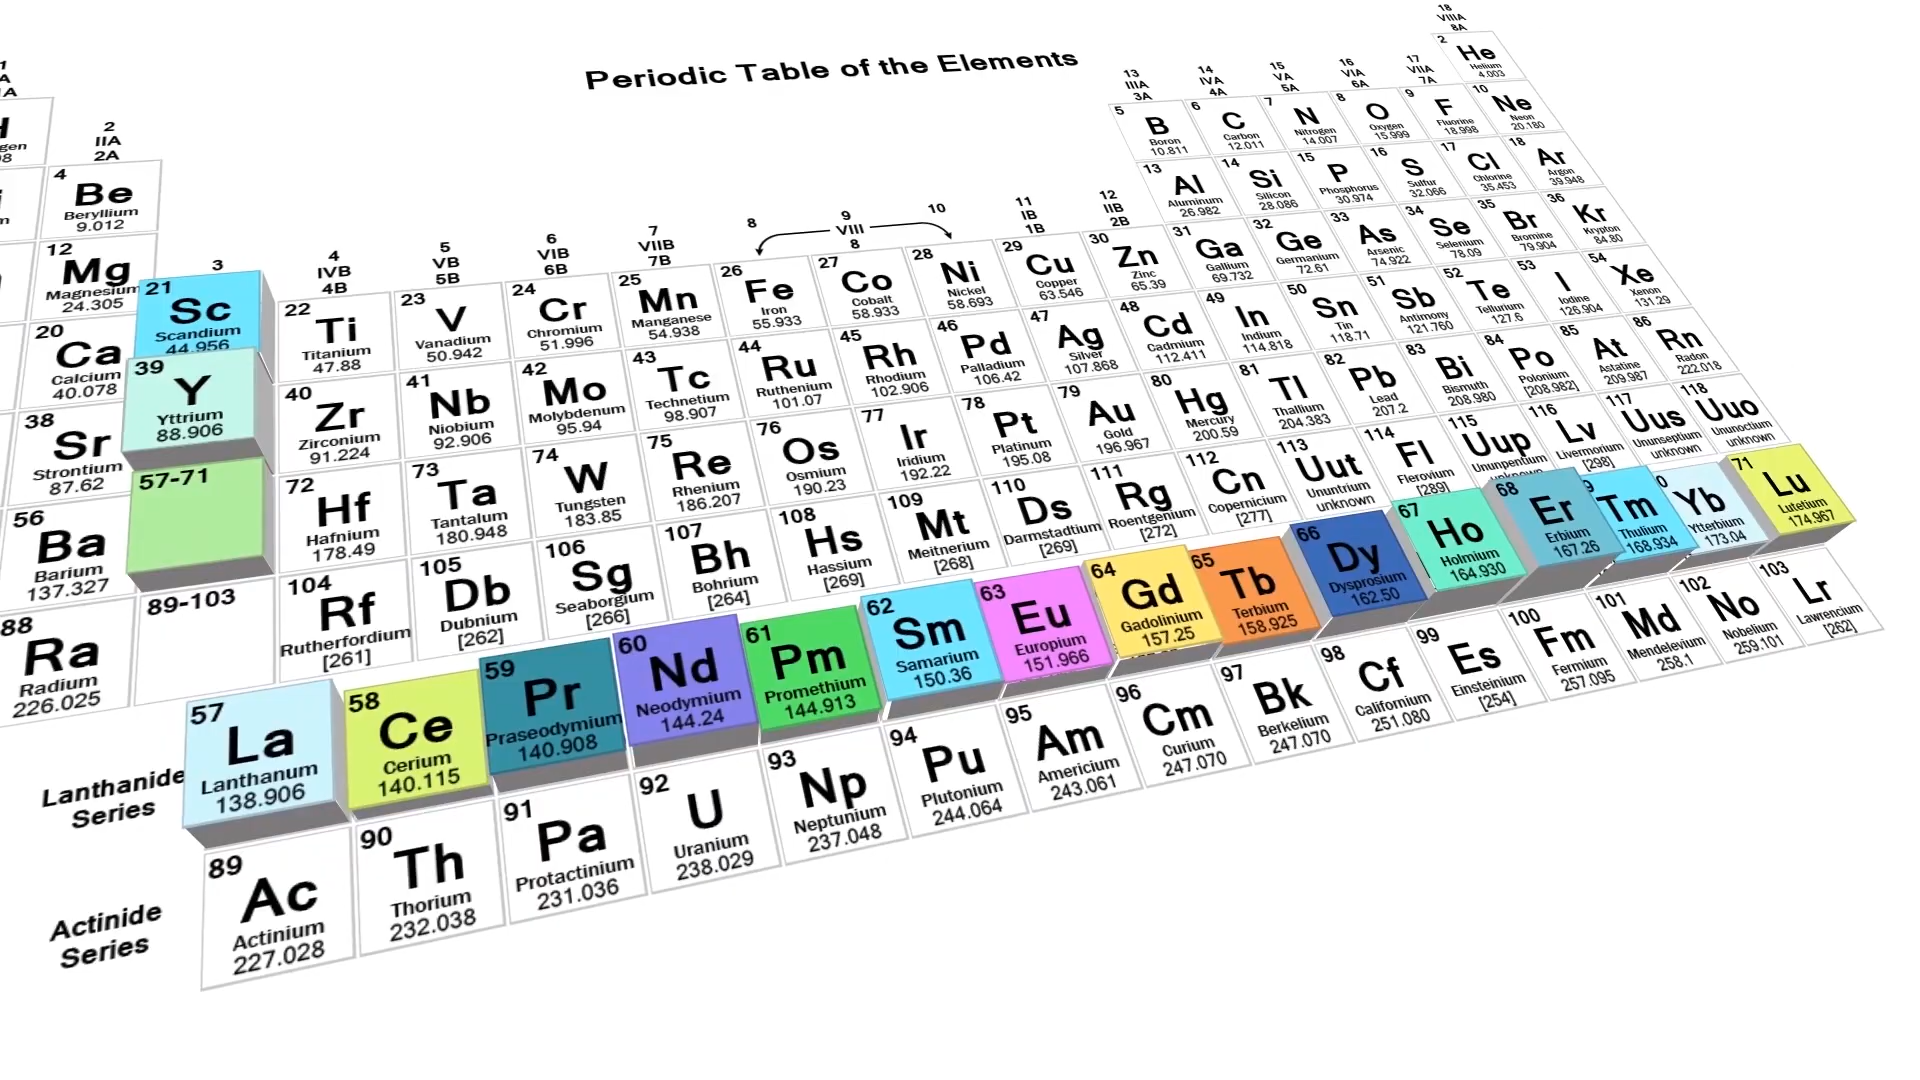 Periodic Table of the Elements
18
VIIIA
8A
2
He
Helium
4.003
13
IIIA
3A
14
IVA
4A
15
VA
5A
16
VIA
6A
17
VIIA
7A
2
IIA
2A
4
Be
Beryllium
9.012
5
B
Boron
10.811
6
C
Carbon
12.011
7
N
Nitrogen
14.007
8
O
Oxygen
15.999
9
F
Fluorine
18.998
10
Ne
Neon
20.180
12
Mg
Magnesium
24.305
13
Al
Aluminum
26.982
14
Si
Silicon
28.086
15
P
Phosphorus
30.974
16
S
Sulfur
32.066
17
Cl
Chlorine
35.453
18
Ar
Argon
39.948
3
4
IVB
4B
5
VB
5B
6
VIB
6B
7
VIIB
7B
8
9
VIII
8
10
11
IB
1B
12
IIB
2B
20
Ca
Calcium
40.078
21
Sc
Scandium
44.956
22
Ti
Titanium
47.88
23
V
Vanadium
50.942
24
Cr
Chromium
51.996
25
Mn
Manganese
54.938
26
Fe
Iron
55.933
27
Co
Cobalt
58.933
28
Ni
Nickel
58.693
29
Cu
Copper
63.546
30
Zn
Zinc
65.39
31
Ga
Gallium
69.732
32
Ge
Germanium
72.61
33
As
Arsenic
74.922
34
Se
Selenium
78.09
35
Br
Bromine
79.904
36
Kr
Krypton
84.80
38
Sr
Strontium
87.62
39
Y
Yttrium
88.906
40
Zr
Zirconium
91.224
41
Nb
Niobium
92.906
42
Mo
Molybdenum
95.94
43
Tc
Technetium
98.907
44
Ru
Ruthenium
101.07
45
Rh
Rhodium
102.906
46
Pd
Palladium
106.42
47
Ag
Silver
107.868
48
Cd
Cadmium
112.411
49
In
Indium
114.818
50
Sn
Tin
118.71
51
Sb
Antimony
121.760
52
Te
Tellurium
127.6
53
I
Iodine
126.904
54
Xe
Xenon
131.29
56
Ba
Barium
137.327
57-71
72
Hf
Hafnium
178.49
73
Ta
Tantalum
180.948
74
W
Tungsten
183.85
75
Re
Rhenium
186.207
76
Os
Osmium
190.23
77
Ir
Iridium
192.22
78
Pt
Platinum
195.08
79
Au
Gold
196.967
80
Hg
Mercury
200.59
81
Tl
Thallium
204.383
82
Pb
Lead
207.2
83
Bi
Bismuth
208.980
84
Po
Polonium
[208.982]
85
At
Astatine
209.987
86
Rn
Radon
222.018
88
Ra
Radium
226.025
89-103
104
Rf
Rutherfordium
[261]
105
Db
Dubnium
[262]
106
Sg
Seaborgium
[266]
107
Bh
Bohrium
[264]
108
Hs
Hassium
[269]
109
Mt
Meitnerium
[268]
110
Ds
Darmstadtium
[269]
111
Rg
Roentgenium
[272]
112
Cn
Copernicium
[277]
113
Uut
Ununtrium
unknown
114
Fl
Flerovium
[289]
115
Uup
Ununpentium
unknown
116
Lv
Livermorium
[298]
117
Uus
Ununseptium
unknown
118
Uuo
Ununoctium
unknown
Lanthanide
Series
57
La
Lanthanum
138.906
58
Ce
Cerium
140.115
59
Pr
Praseodymium
140.908
60
Nd
Neodymium
144.24
61
Pm
Promethium
144.913
62
Sm
Samarium
150.36
63
Eu
Europium
151.966
64
Gd
Gadolinium
157.25
65
Tb
Terbium
158.925
66
Dy
Dysprosium
162.50
67
Ho
Holmium
164.930
68
Er
Erbium
167.26
9
Tm
Thulium
168.934
0
Yb
Ytterbium
173.04
71
Lu
Lutetium
174.967
Actinide
Series
89
Ac
Actinium
227.028
90
Th
Thorium
232.038
91
Pa
Protactinium
231.036
92
U
Uranium
238.029
93
Np
Neptunium
237.048
94
Pu
Plutonium
244.064
95
Am
Americium
243.061
96
Cm
Curium
247.070
97
Bk
Berkelium
247.070
98
Cf
Californium
251.080
99
Es
Einsteinium
[254]
100
Fm
Fermium
257.095
101
Md
Mendelevium
258.1
102
No
Nobelium
259.101
103
Lr
Lawrencium
[262]